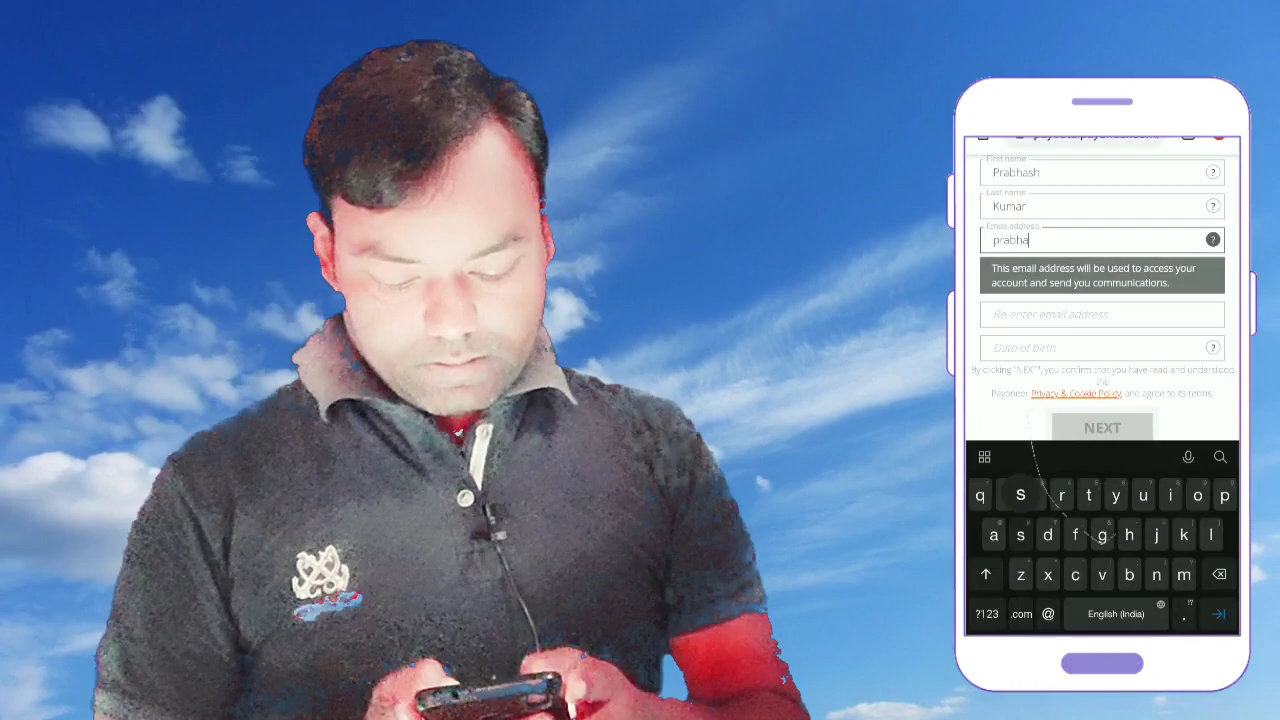 First name
Prabhash
?
Last name
Kumar
?
Email address
prabha
?
This email address will be used to access your
account and send you communications.
Re-enter email address
Date of birth
?
By clicking "NEXT", you confirm that you have read and understood
the
Payoneer Privacy & Cookie Policy, and agree to its terms.
NEXT
q S r t y u i o p
a s d f g h j k l
z x c v b n m
?123 .com @ English (India) . !?